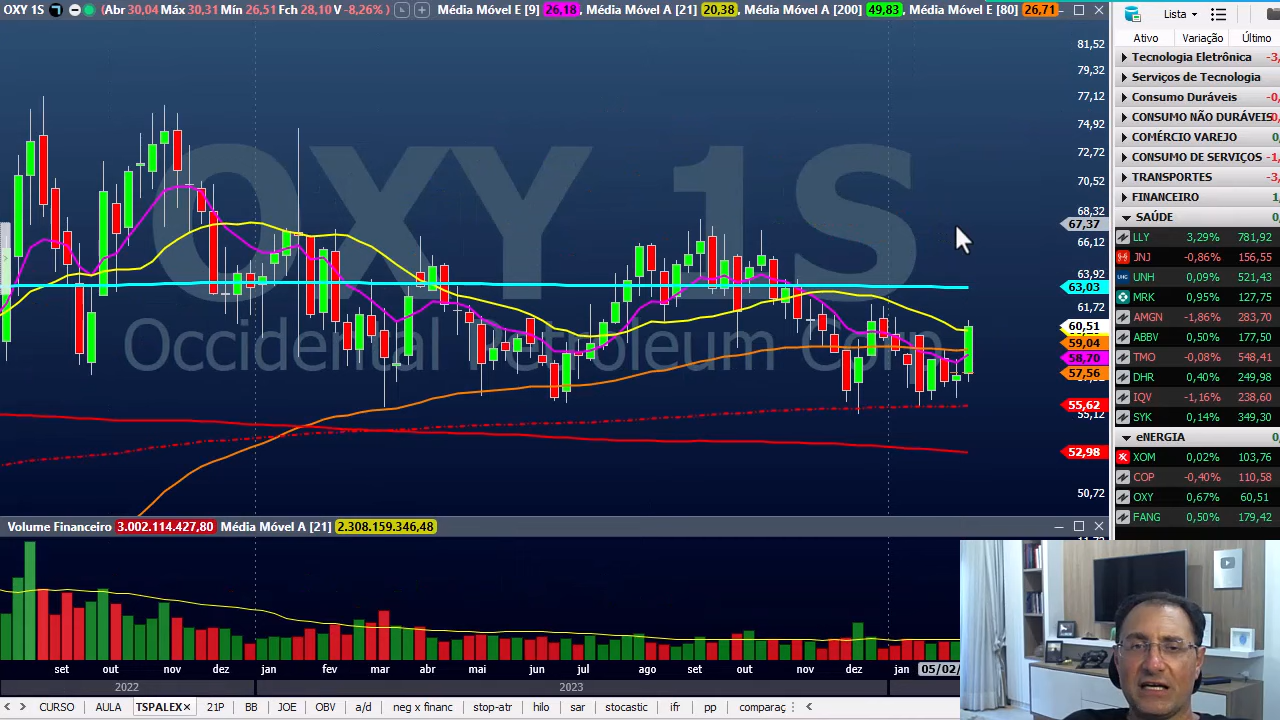 OXY 1S (Abr 30,04 Máx 30,31 Mín 26,51 Fch 28,10 V -8,26%) Média Móvel E [9] 26,18, Média Móvel A [21] 20,38, Média Móvel A [200] 49,83, Média Móvel E [80] 26,71
OXY 1S
Occidental Petroleum Corp
81,52
79,32
77,12
74,92
72,72
70,52
68,32
67,37
66,12
63,92
63,03
61,72
60,51
59,04
58,70
57,56
55,62
55,12
52,98
50,72
Volume Financeiro 3.002.114.427,80 Média Móvel A [21] 2.308.159.346,48
set out nov dez jan fev mar abr mai jun jul ago set out nov dez jan 05/02/
2022 2023
CURSO AULA TSPALEX 21P BB JOE OBV a/d neg x financ stop-atr hilo sar stocastic ifr pp comparaç
Lista
Ativo Variação Último
Tecnologia Eletrônica -3,
Serviços de Tecnologia
Consumo Duráveis -0,
CONSUMO NÃO DURÁVEIS 0,
COMÉRCIO VAREJO 0
CONSUMO DE SERVIÇOS -1,
TRANSPORTES -3,
FINANCEIRO 1,
SAÚDE 0,
LLY 3,29% 781,92
JNJ -0,86% 156,55
UNH 0,09% 521,43
MRK 0,95% 127,75
AMGN -1,86% 283,70
ABBV 0,50% 177,50
TMO -0,08% 548,41
DHR 0,40% 249,98
IQV -1,16% 238,60
SYK 0,14% 349,30
eNERGIA 0,
XOM 0,02% 103,76
COP -0,40% 110,58
OXY 0,67% 60,51
FANG 0,50% 179,42